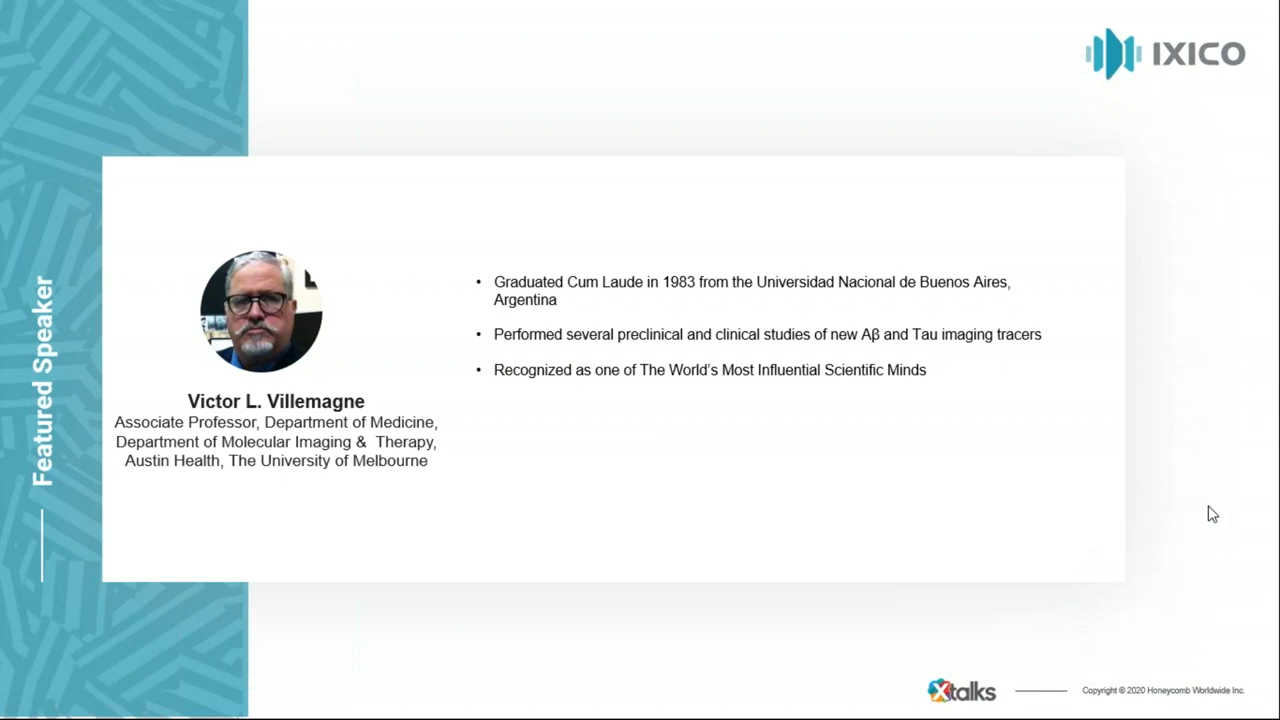 IXICO
Featured Speaker
Victor L. Villemagne
Associate Professor, Department of Medicine,
Department of Molecular Imaging & Therapy,
Austin Health, The University of Melbourne
• Graduated Cum Laude in 1983 from the Universidad Nacional de Buenos Aires,
Argentina
• Performed several preclinical and clinical studies of new Aβ and Tau imaging tracers
• Recognized as one of The World's Most Influential Scientific Minds
Xtalks
Copyright © 2020 Honeycomb Worldwide Inc.